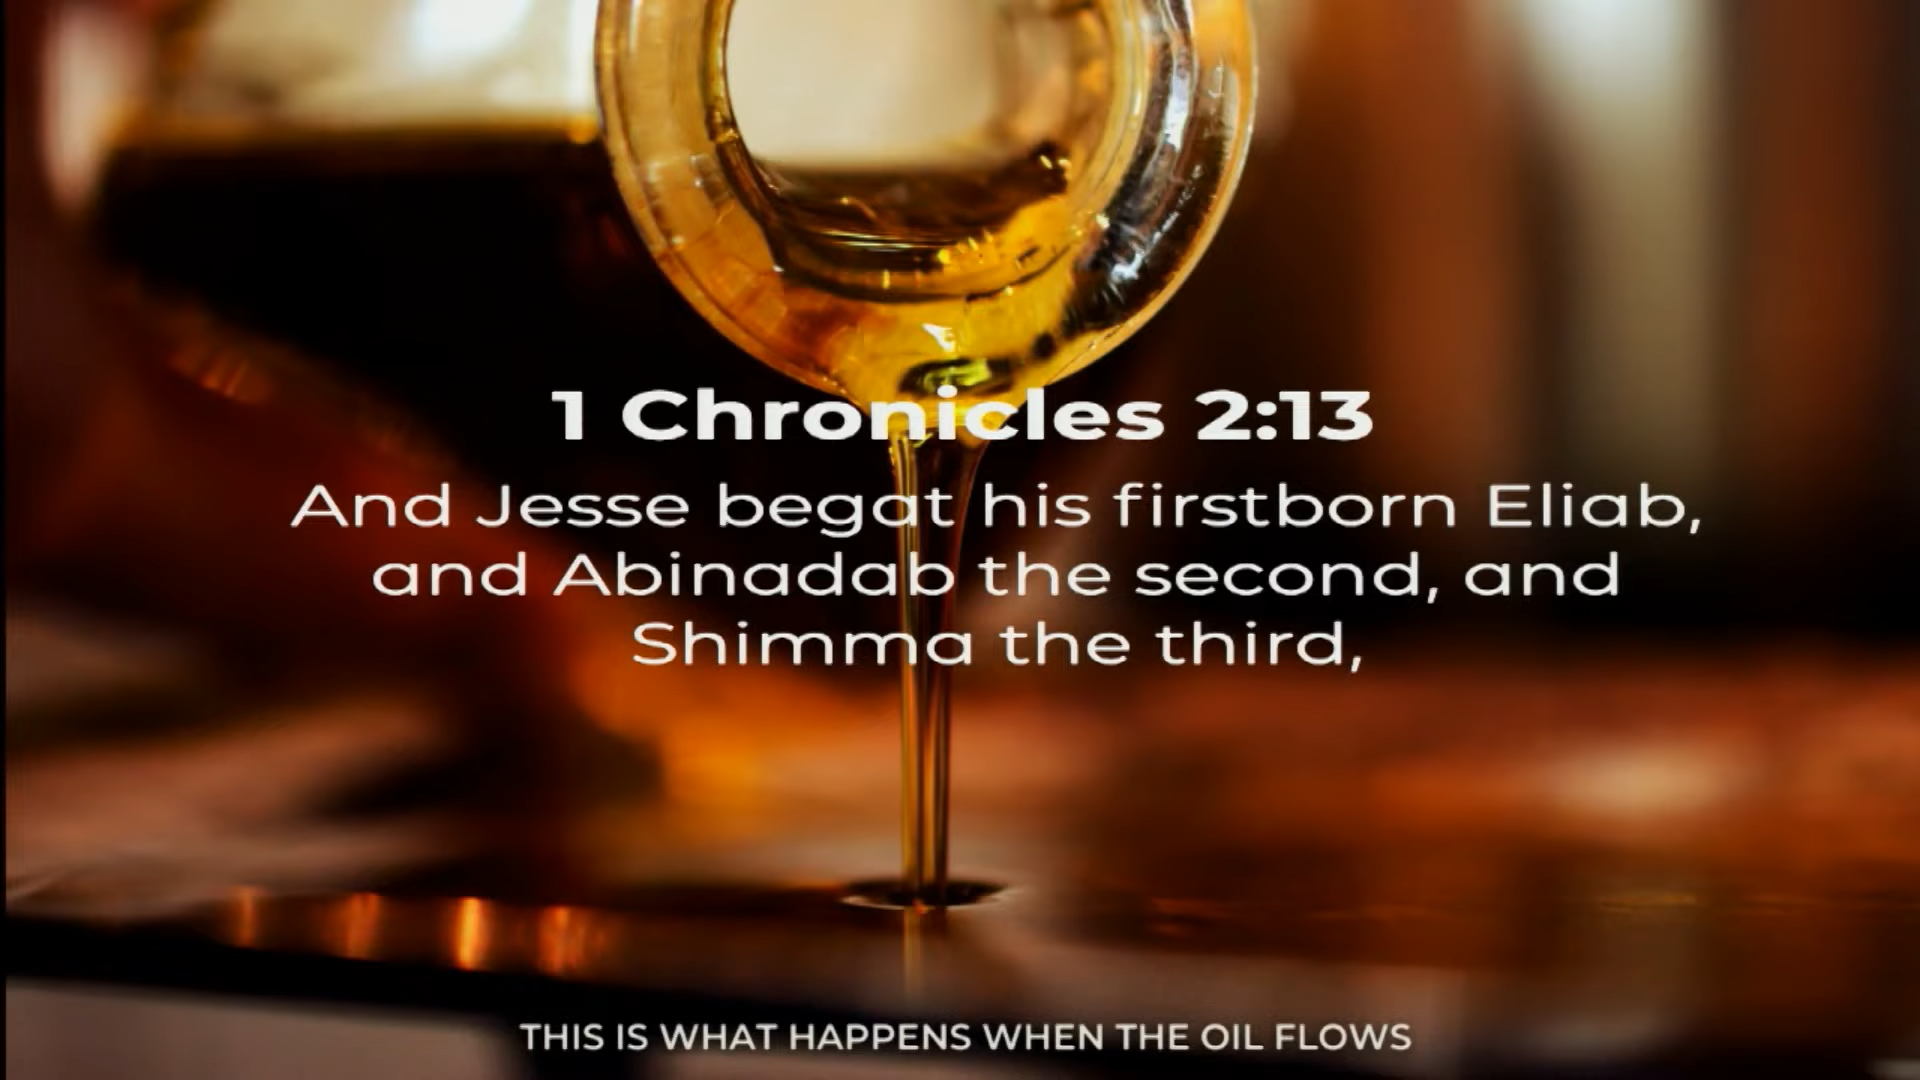 1 Chronicles 2:13
And Jesse begat his firstborn Eliab,
and Abinadab the second, and
Shimma the third,
THIS IS WHAT HAPPENS WHEN THE OIL FLOWS